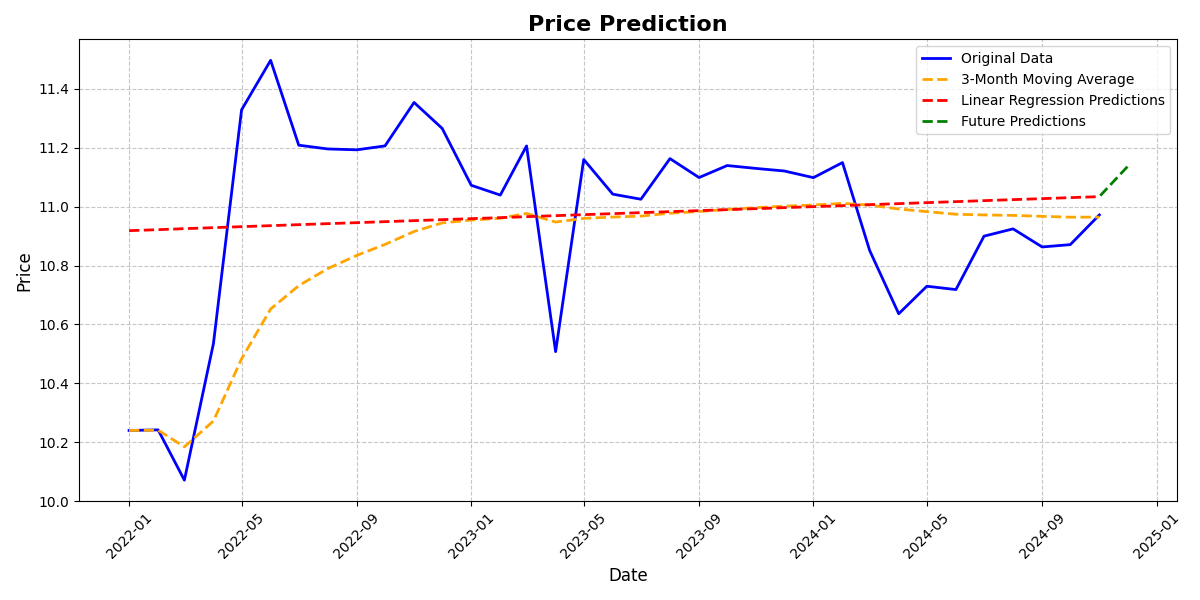 Price Prediction
Original Data
3-Month Moving Average
Linear Regression Predictions
Future Predictions
Price
11.4
11.2
11.0
10.8
10.6
10.4
10.2
10.0
2022-01
2022-05
2022-09
2023-01
2023-05
2023-09
2024-01
2024-05
2024-09
2025-01
Date